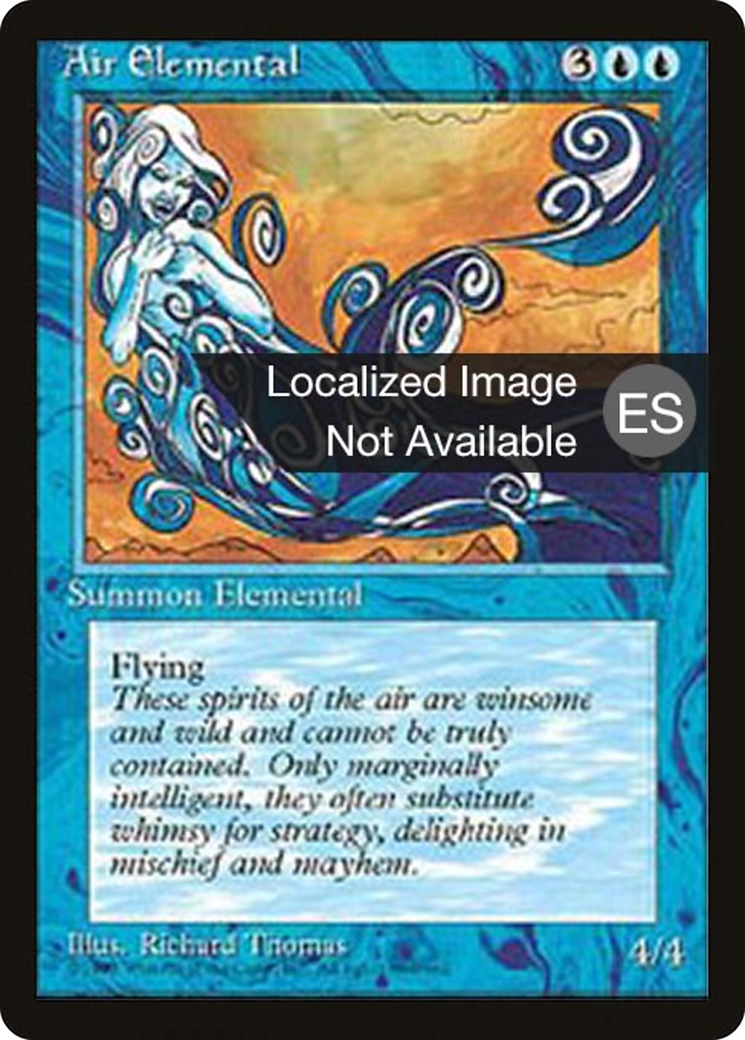 Air Elemental 3
Localized Image
Not Available
ES
Summon Elemental
Flying
These spirits of the air are winsome
and wild and cannot be truly
contained. Only marginally
intelligent, they often substitute
whimsy for strategy, delighting in
mischief and mayhem.
Illus. Richard Thomas
4/4